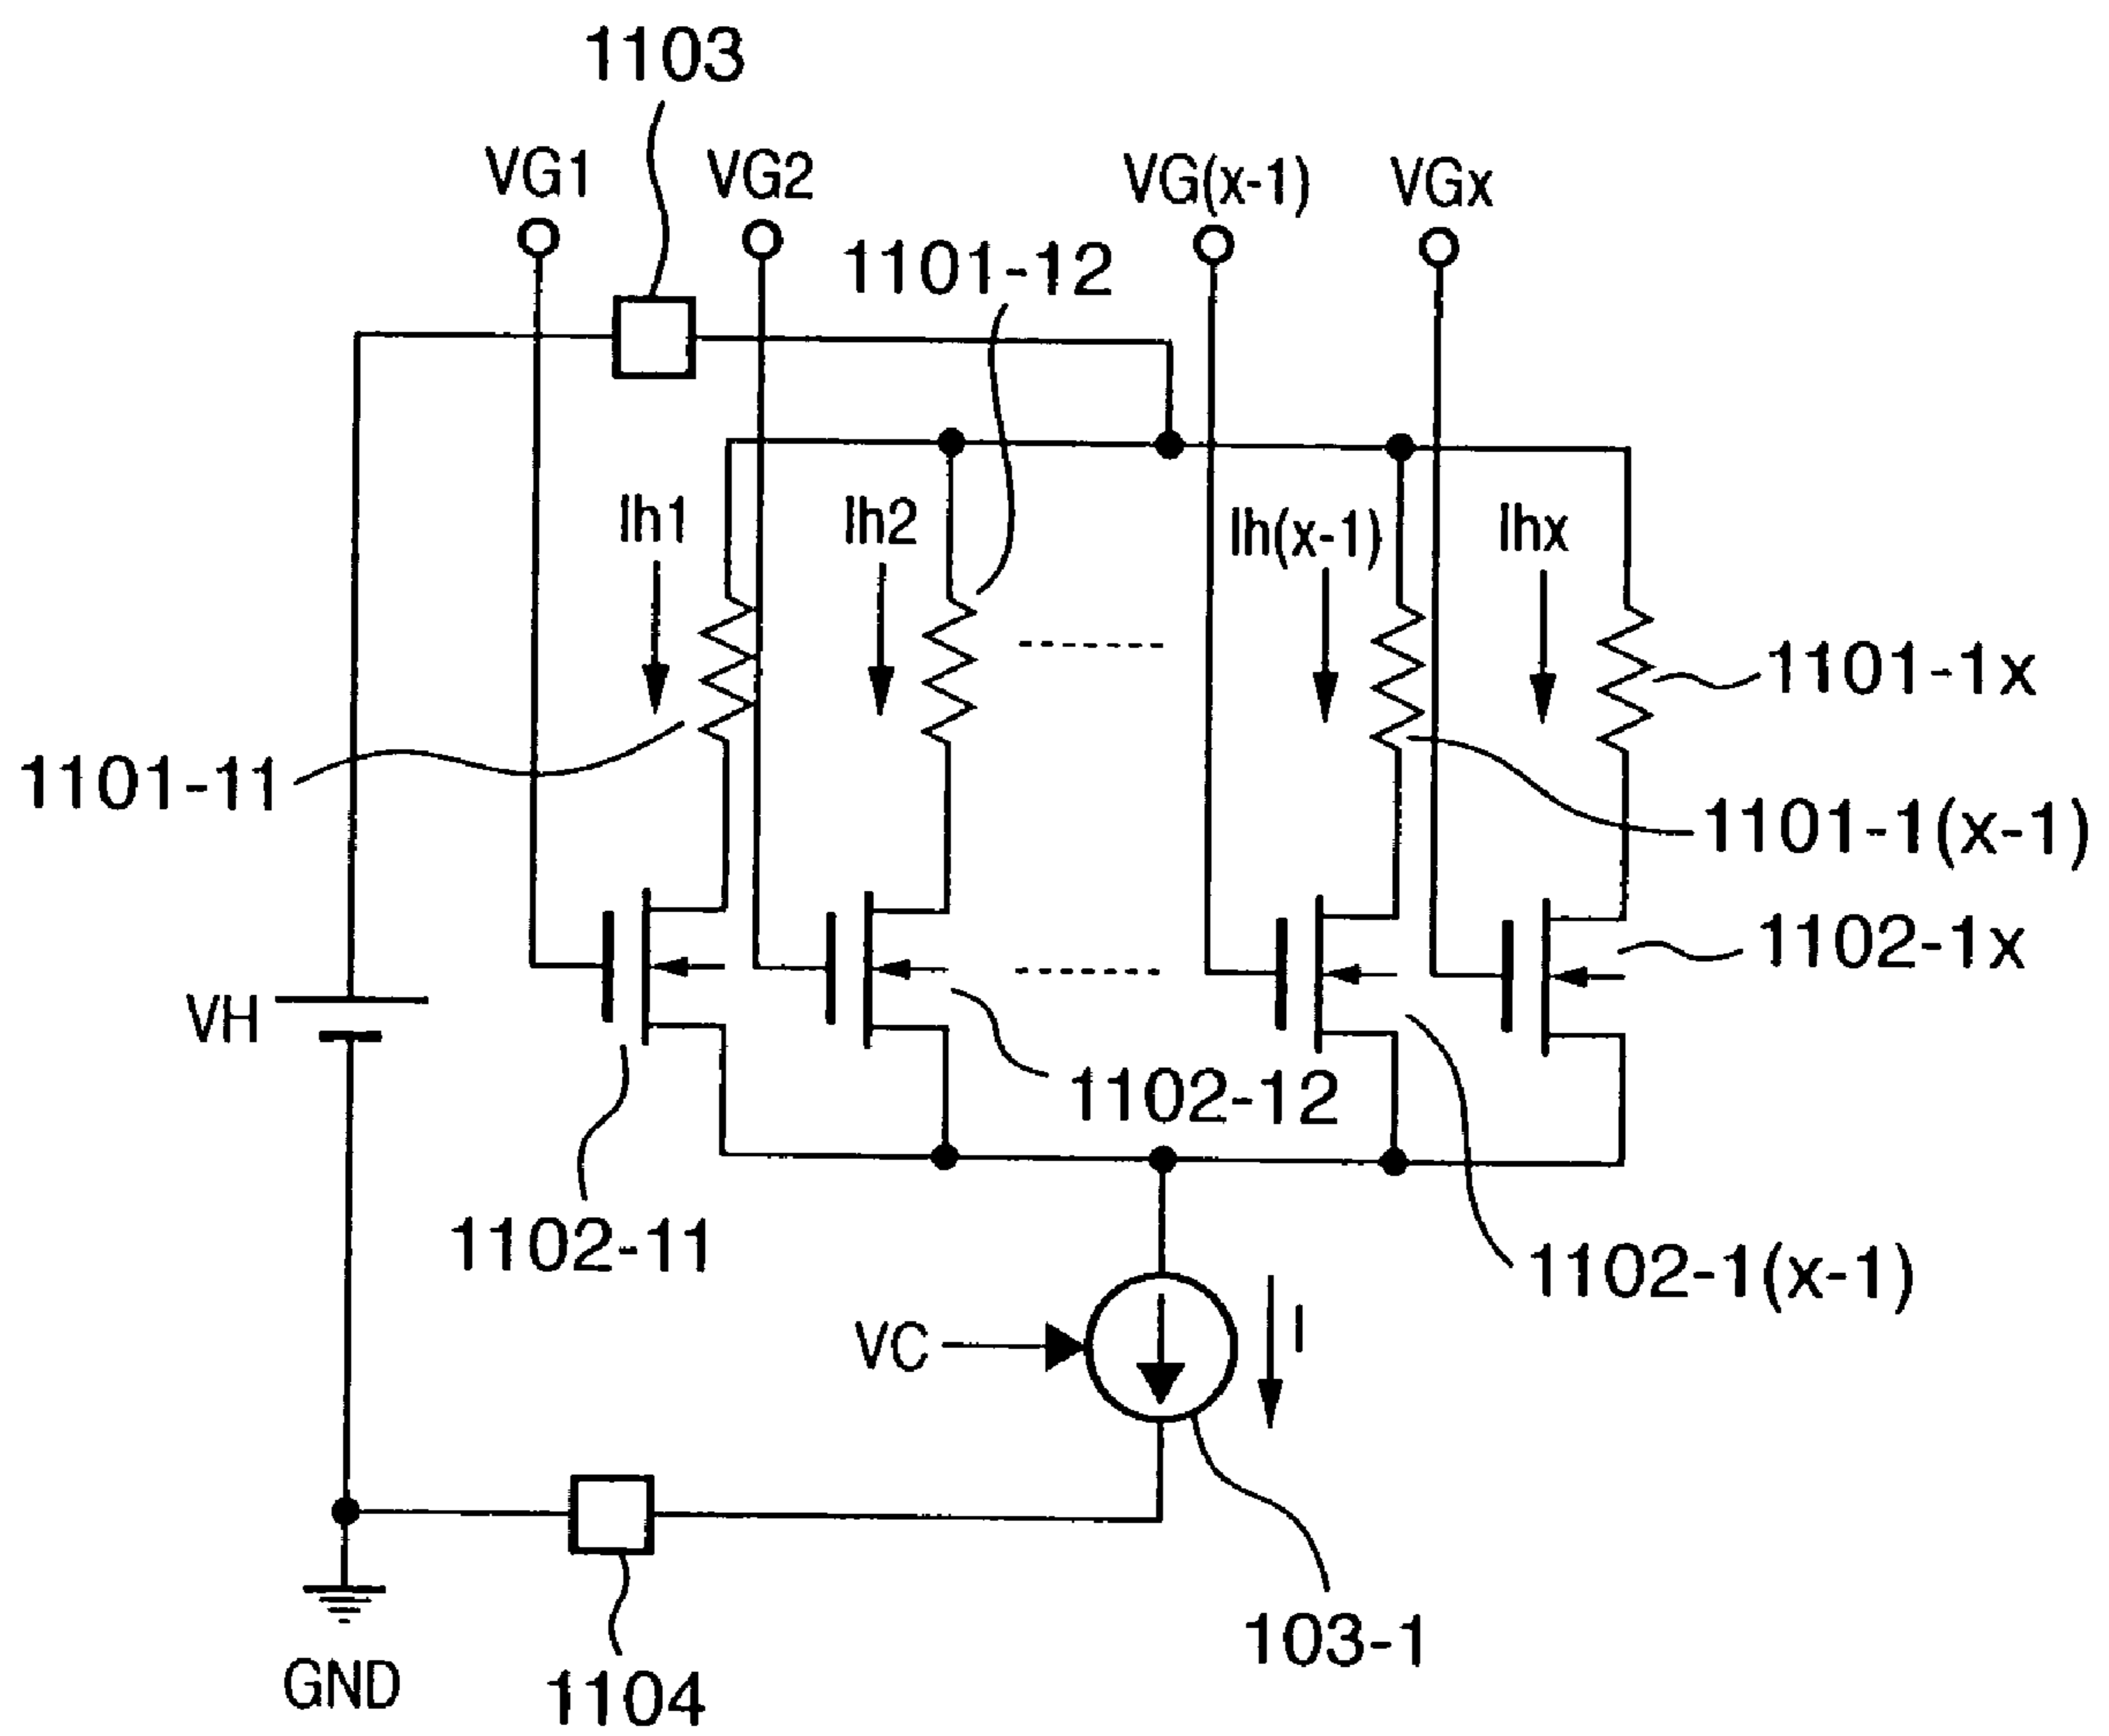 1103
VG1
VG2
VG(x-1)
VGx
1101-12
Ih1
Ih2
Ih(x-1)
Ihx
1101-1x
1101-11
1101-1(x-1)
1102-1x
VH
1102-12
1102-11
1102-1(x-1)
VC
I
103-1
GND
1104